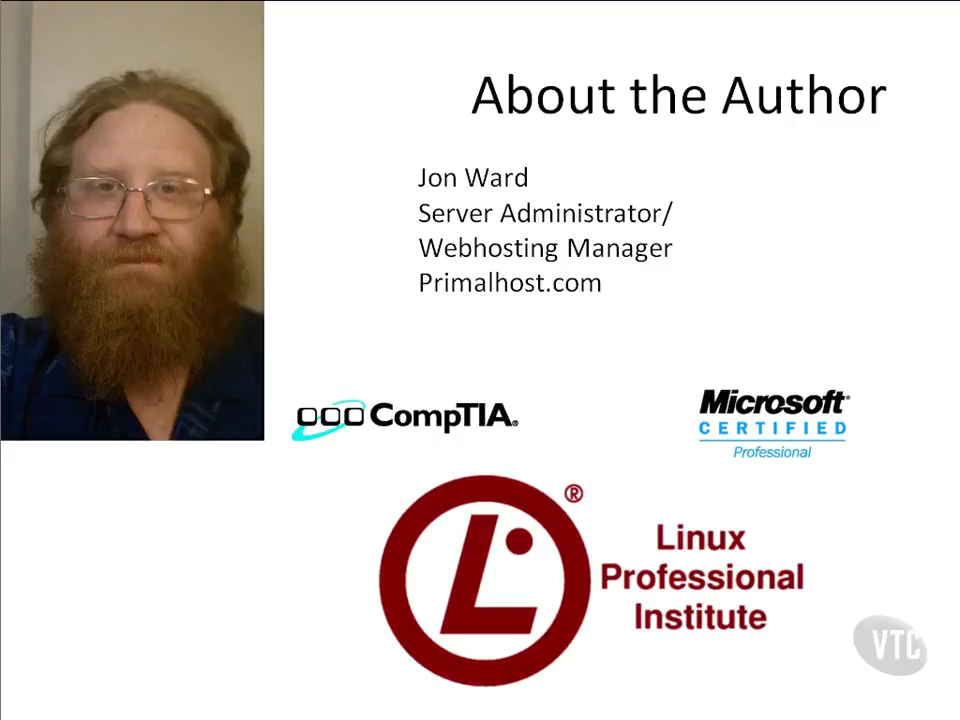 About the Author
Jon Ward
Server Administrator/
Webhosting Manager
Primalhost.com
CompTIA®
Microsoft®
CERTIFIED
Professional
®
Linux
Professional
Institute
VTC